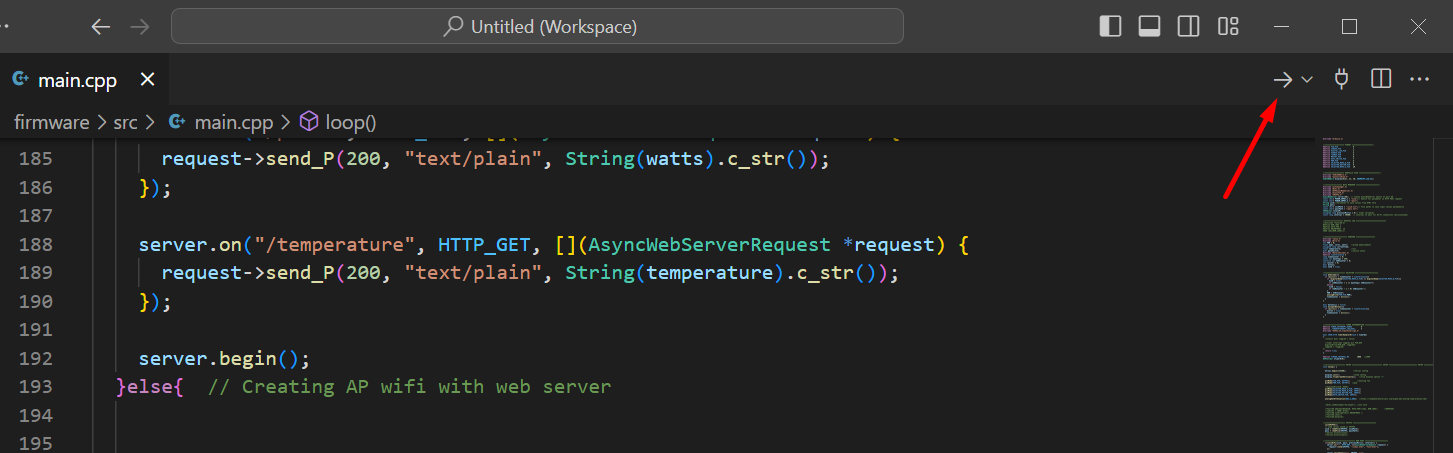 Untitled (Workspace)
main.cpp
firmware > src > main.cpp > loop()
185 request->send_P(200, "text/plain", String(watts).c_str());
186 });
187
188 server.on("/temperature", HTTP_GET, [](AsyncWebServerRequest *request) {
189 request->send_P(200, "text/plain", String(temperature).c_str());
190 });
191
192 server.begin();
193 }else{ // Creating AP wifi with web server
194
195